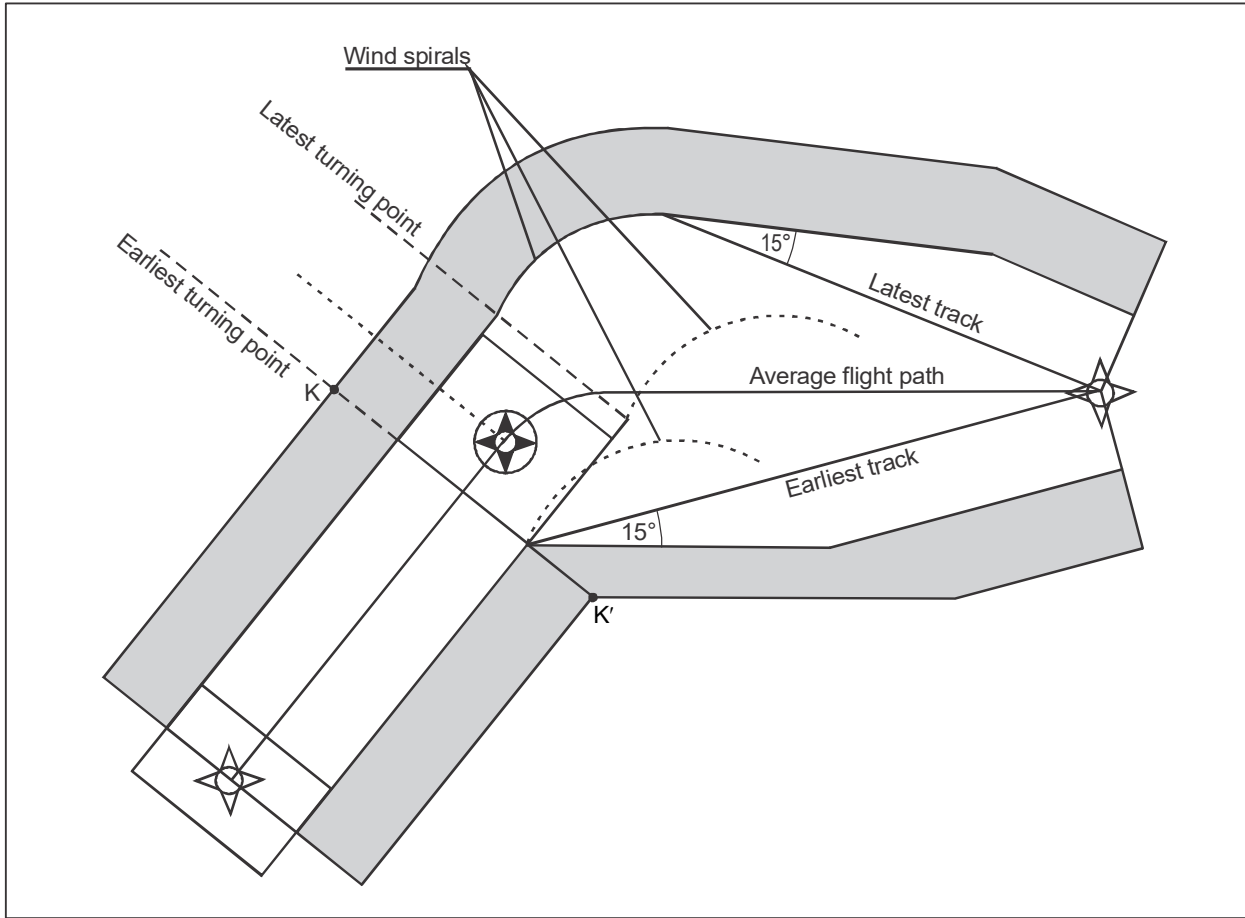 Wind spirals
Latest turning point
Earliest turning point
K
15°
Latest track
Average flight path
Earliest track
15°
K′